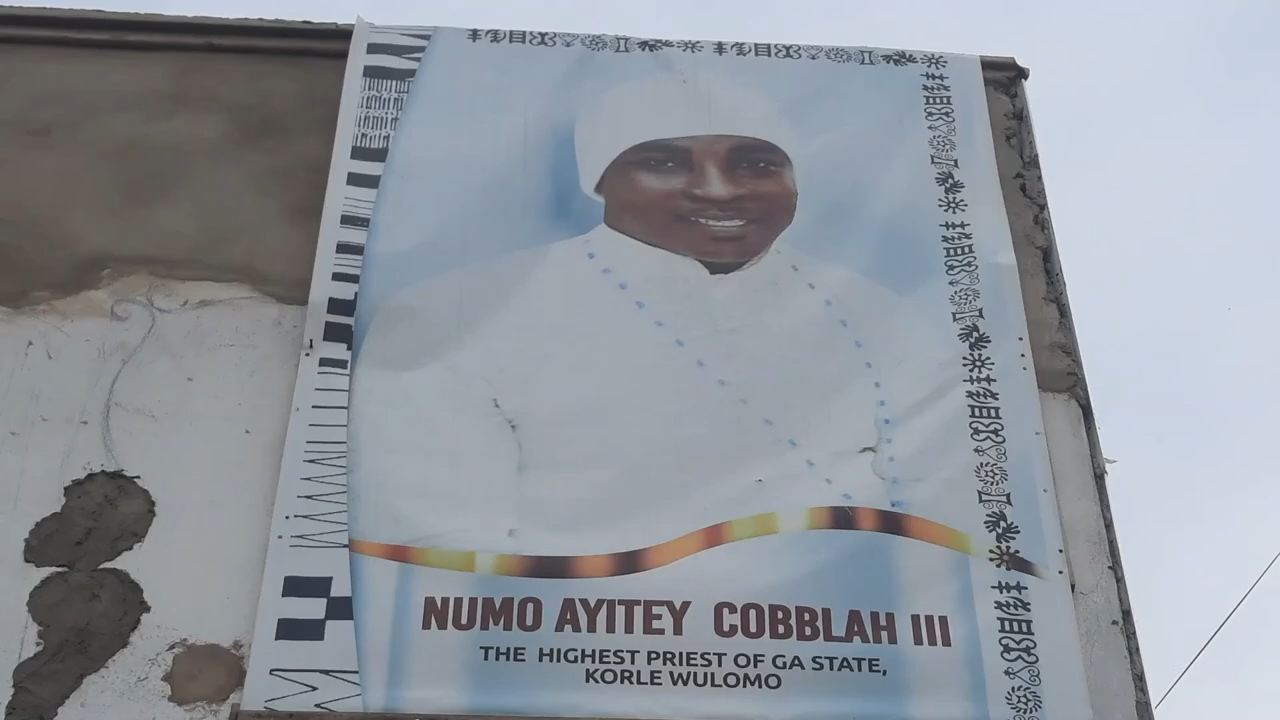 NUMO AYITEY COBBLAH III
THE HIGHEST PRIEST OF GA STATE,
KORLE WULOMO